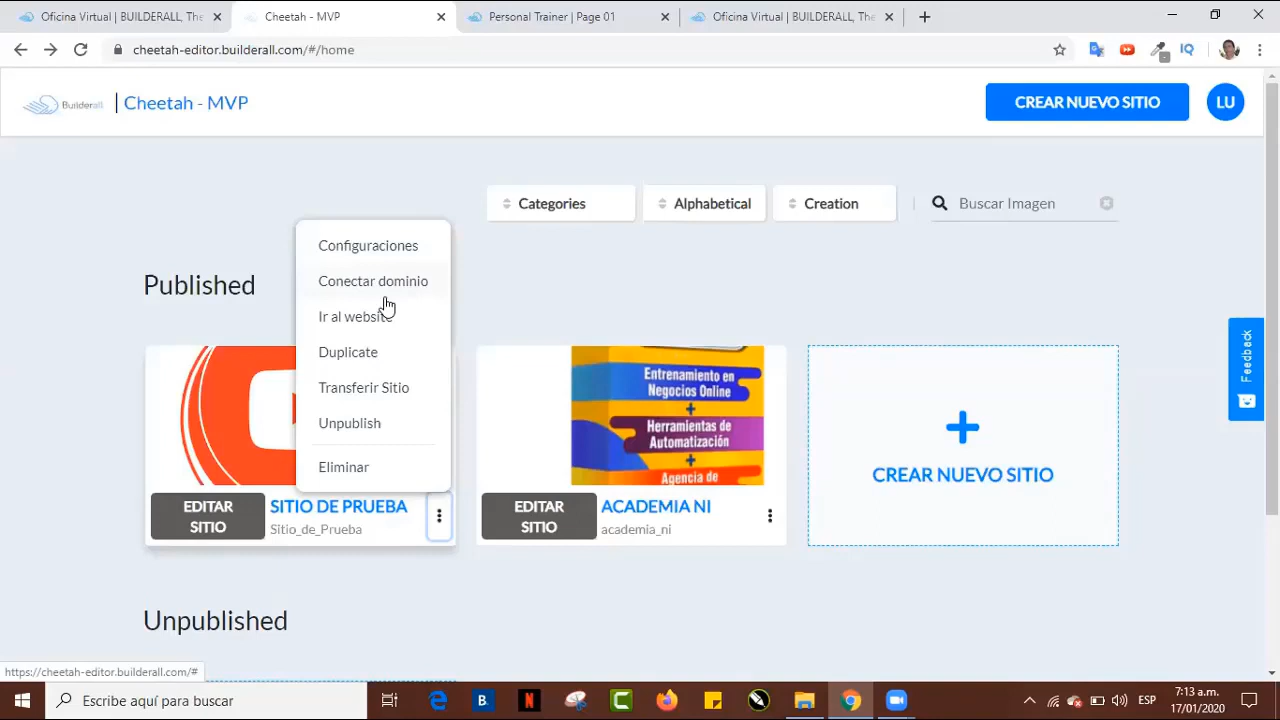 Oficina Virtual | BUILDERALL, The
Cheetah - MVP
Personal Trainer | Page 01
Oficina Virtual | BUILDERALL, The
cheetah-editor.builderall.com/#/home
IQ
Builderall
Cheetah - MVP
CREAR NUEVO SITIO
LU
Categories
Alphabetical
Creation
Buscar Imagen
Configuraciones
Conectar dominio
Ir al website
Duplicate
Transferir Sitio
Unpublish
Eliminar
Published
Feedback
Entrenamiento en
Negocios Online
+
Herramientas de
Automatización
+
Agencia de
CREAR NUEVO SITIO
EDITAR
SITIO
SITIO DE PRUEBA
Sitio_de_Prueba
EDITAR
SITIO
ACADEMIA NI
academia_ni
Unpublished
https://cheetah-editor.builderall.com/#
Escribe aquí para buscar
ESP
7:13 a.m.
17/01/2020